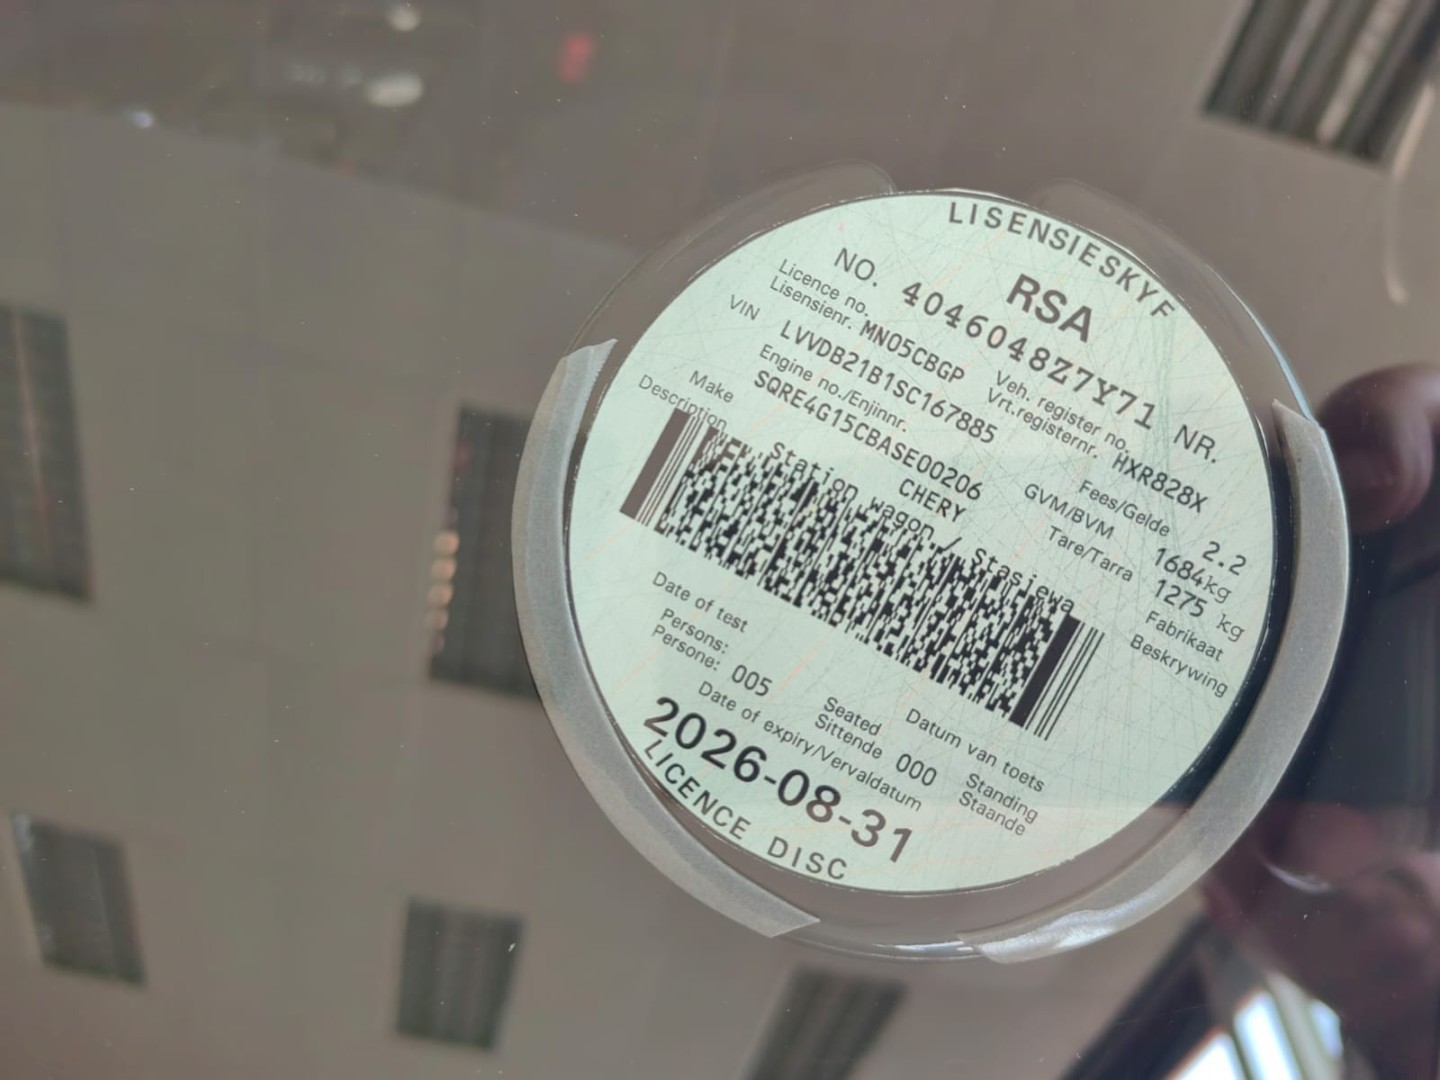 LISENSIESKYF
RSA
NO. 4046048Z7Y71 NR.
Licence no.
Lisensienr. MN05CBGP
Veh. register no.
Vrt.registernr. HXR828X
VIN LVVDB21B1SC167885
Engine no./Enjinnr.
SQRE4G15CBASE00206
Fees/Gelde 2.2
GVM/BVM 1684kg
Tare/Tarra 1275 kg
Make CHERY Fabrikaat
Description Station wagon / Stasiewa Beskrywing
Date of test Datum van toets
Persons:
Persone: 005
Seated
Sittende 000
Standing
Staande
Date of expiry/Vervaldatum
2026-08-31
LICENCE DISC